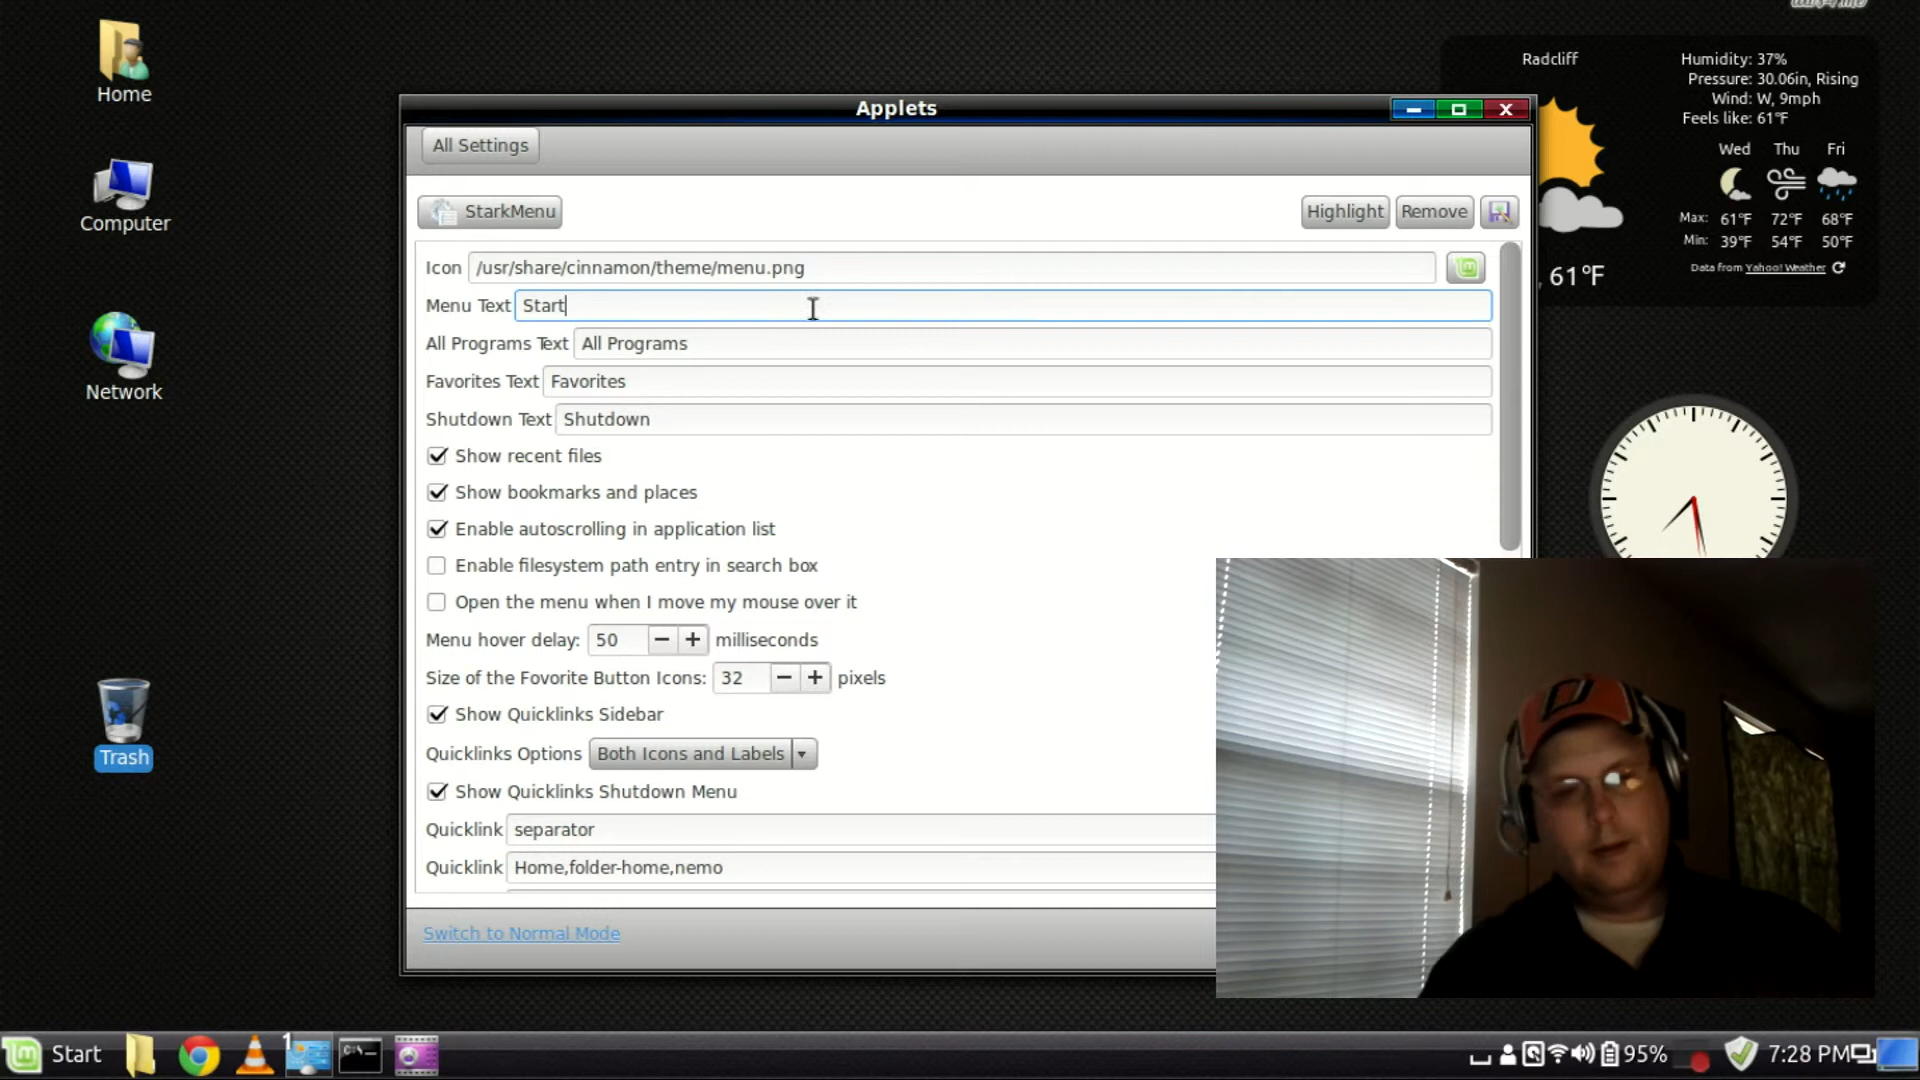 Home
Computer
Network
Trash
Applets
All Settings
StarkMenu
Highlight
Remove
Icon /usr/share/cinnamon/theme/menu.png
Menu Text Start
All Programs Text All Programs
Favorites Text Favorites
Shutdown Text Shutdown
Show recent files
Show bookmarks and places
Enable autoscrolling in application list
Enable filesystem path entry in search box
Open the menu when I move my mouse over it
Menu hover delay: 50 milliseconds
Size of the Fovorite Button Icons: 32 pixels
Show Quicklinks Sidebar
Quicklinks Options Both Icons and Labels
Show Quicklinks Shutdown Menu
Quicklink separator
Quicklink Home,folder-home,nemo
Switch to Normal Mode
Radcliff
Humidity: 37%
Pressure: 30.06in, Rising
Wind: W, 9mph
Feels like: 61°F
Wed Thu Fri
Max: 61°F 72°F 68°F
Min: 39°F 54°F 50°F
Data from Yahoo! Weather
, 61°F
Start
1
95%
7:28 PM